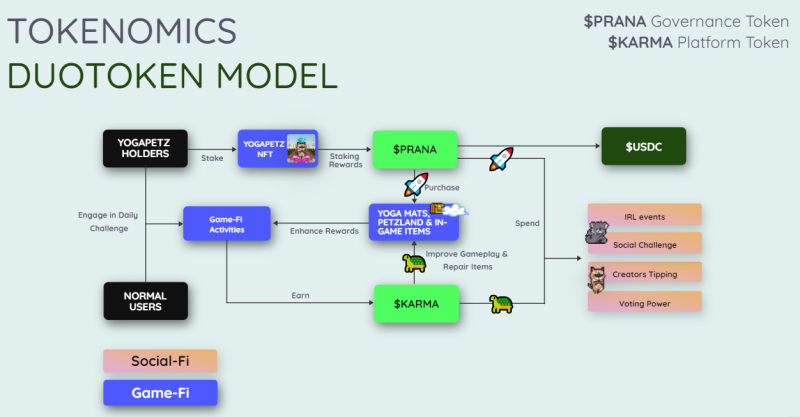 TOKENOMICS
DUOTOKEN MODEL
$PRANA Governance Token
$KARMA Platform Token
YOGAPETZ
HOLDERS
Stake
YOGAPETZ
NFT
Staking
Rewards
$PRANA
$USDC
Purchase
Engage in Daily
Challenge
Game-Fi
Activities
Enhance Rewards
YOGA MATS,
PETZLAND & IN-
GAME ITEMS
Spend
IRL events
Social Challenge
Creators Tipping
Voting Power
Improve Gameplay &
Repair Items
NORMAL
USERS
Earn
$KARMA
Social-Fi
Game-Fi